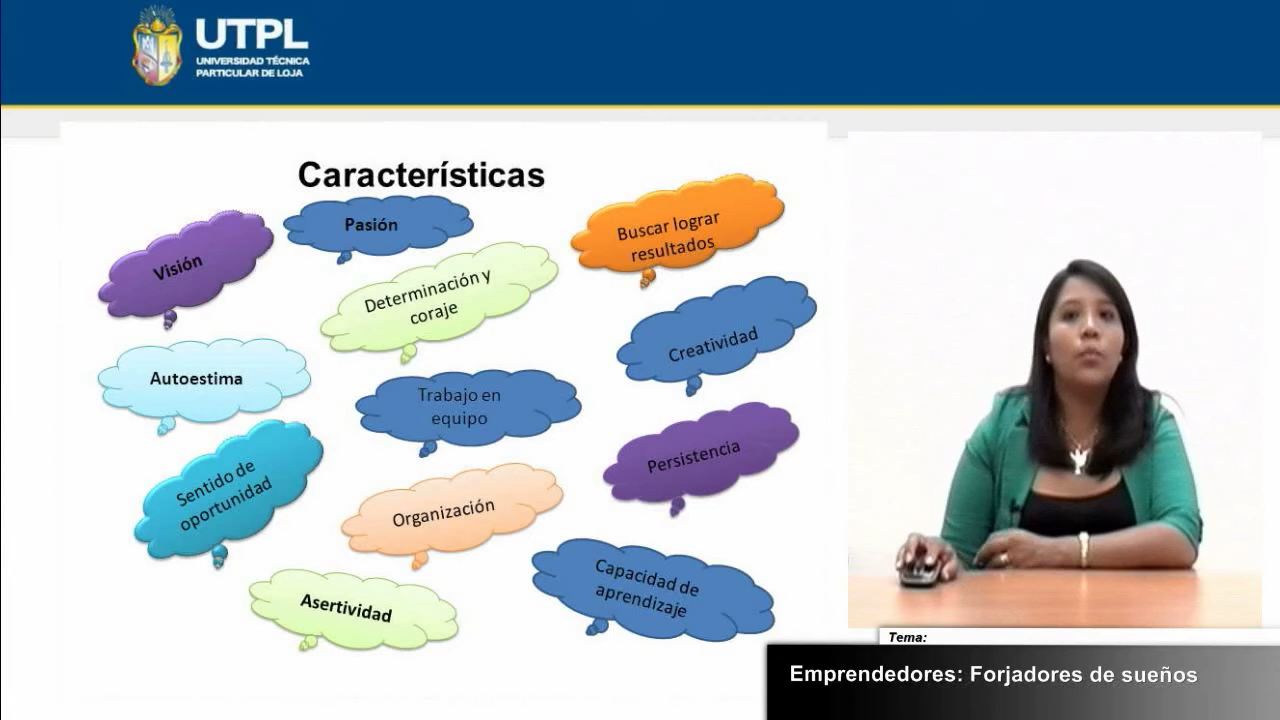 UTPL
UNIVERSIDAD TÉCNICA
PARTICULAR DE LOJA
Características
Visión
Pasión
Buscar lograr
resultados
Determinación y
coraje
Creatividad
Autoestima
Trabajo en
equipo
Persistencia
Sentido de
oportunidad
Organización
Capacidad de
aprendizaje
Asertividad
Tema:
Emprendedores: Forjadores de sueños